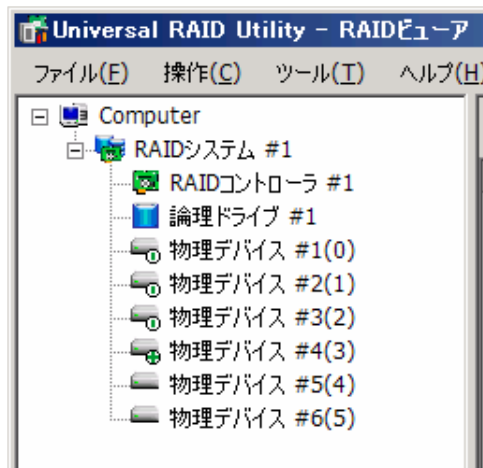 Universal RAID Utility - RAIDビューア
ファイル(F) 操作(C) ツール(T) ヘルプ(H)
Computer
RAIDシステム #1
RAIDコントローラ #1
論理ドライブ #1
物理デバイス #1(0)
物理デバイス #2(1)
物理デバイス #3(2)
物理デバイス #4(3)
物理デバイス #5(4)
物理デバイス #6(5)